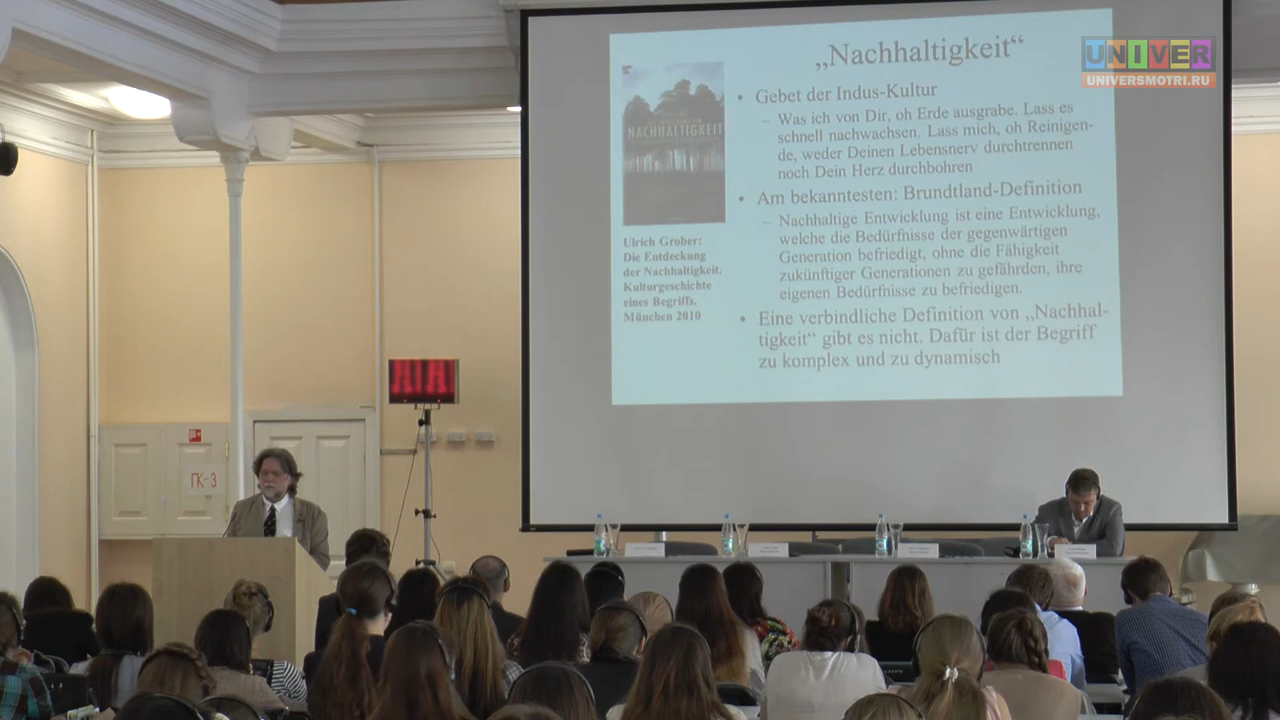 „Nachhaltigkeit“
UNIVER
UNIVERSMOTRI.RU
NACHHALTIGKEIT
Ulrich Grober:
Die Entdeckung
der Nachhaltigkeit.
Kulturgeschichte
eines Begriffs.
München 2010
• Gebet der Indus-Kultur
– Was ich von Dir, oh Erde ausgrabe. Lass es
schnell nachwachsen. Lass mich, oh Reinigen-
de, weder Deinen Lebensnerv durchtrennen
noch Dein Herz durchbohren
• Am bekanntesten: Brundtland-Definition
– Nachhaltige Entwicklung ist eine Entwicklung,
welche die Bedürfnisse der gegenwärtigen
Generation befriedigt, ohne die Fähigkeit
zukünftiger Generationen zu gefährden, ihre
eigenen Bedürfnisse zu befriedigen.
• Eine verbindliche Definition von „Nachhal-
tigkeit“ gibt es nicht. Dafür ist der Begriff
zu komplex und zu dynamisch
ПК-3